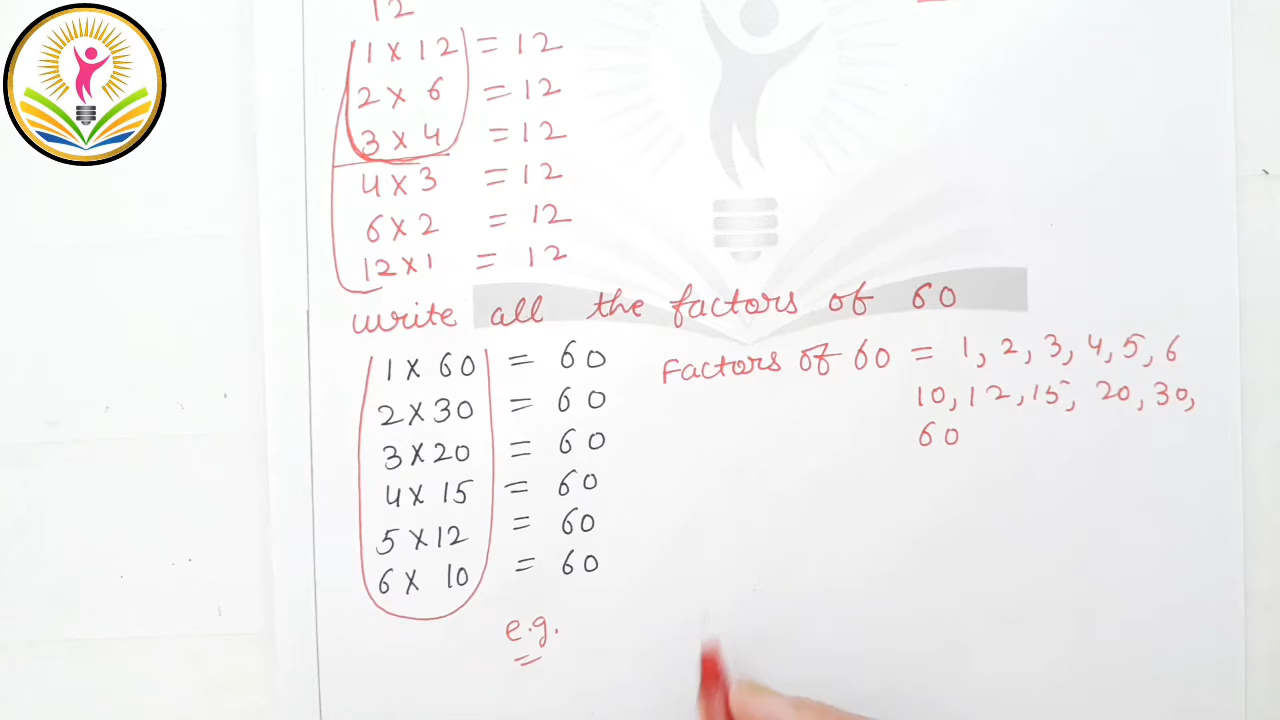 12
1 x 12 = 12
2 x 6 = 12
3 x 4 = 12
4 x 3 = 12
6 x 2 = 12
12 x 1 = 12
write all the factors of 60
1 x 60 = 60
2 x 30 = 60
3 x 20 = 60
4 x 15 = 60
5 x 12 = 60
6 x 10 = 60
Factors of 60 = 1, 2, 3, 4, 5, 6
10, 12, 15, 20, 30,
60
e.g.